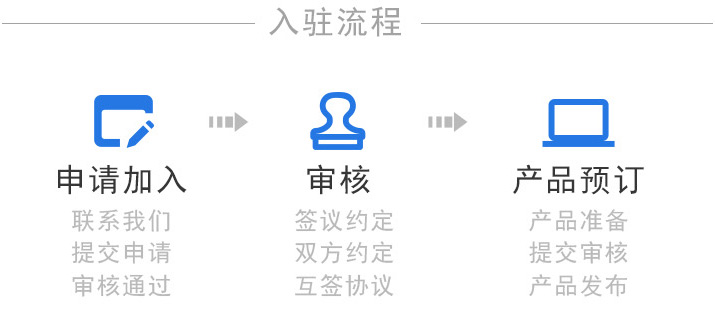 入驻流程
申请加入
审核
产品预订
联系我们
签议约定
产品准备
提交申请
双方约定
提交审核
审核通过
互签协议
产品发布